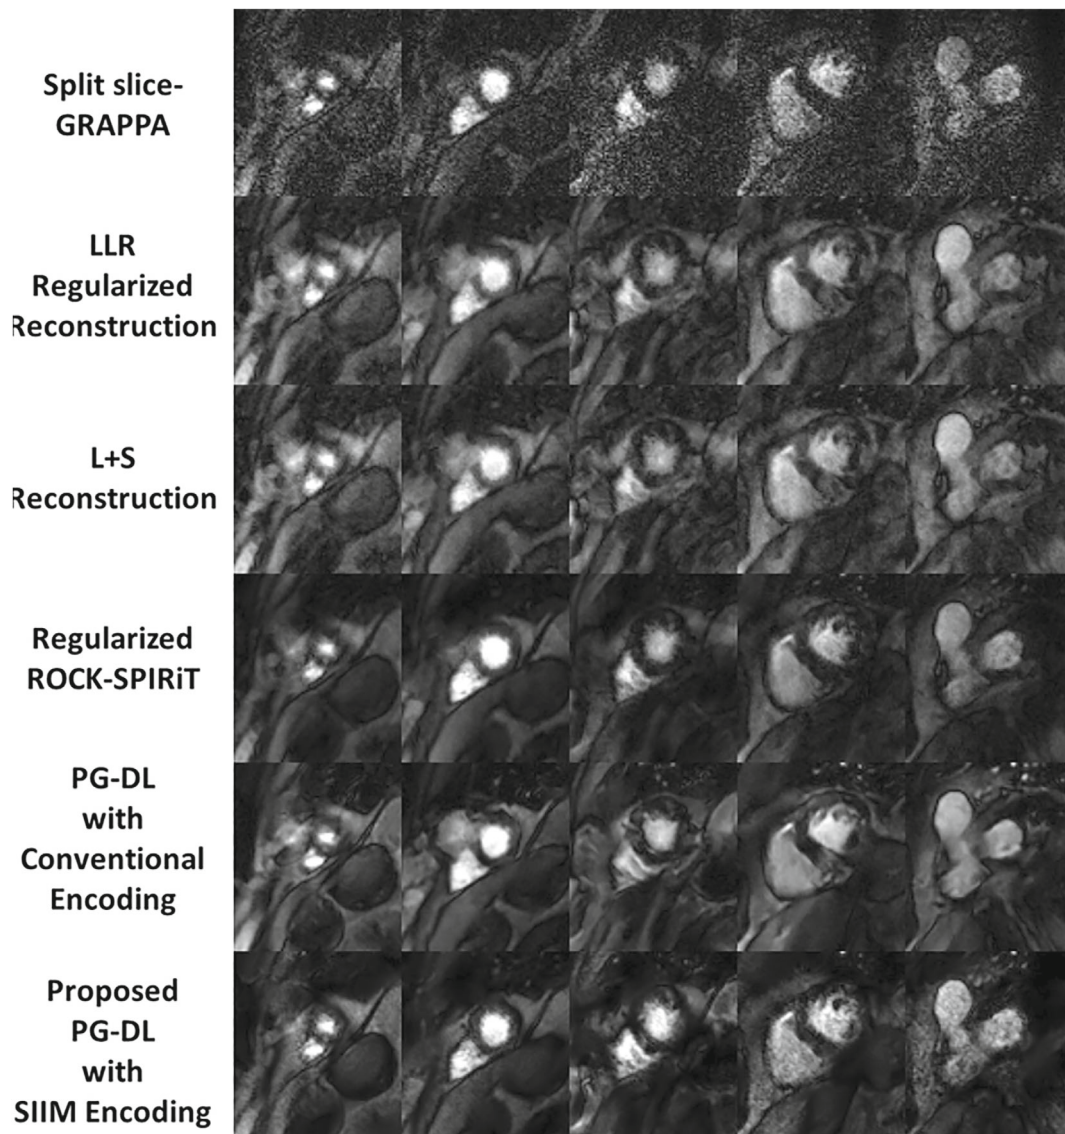 Split slice-
GRAPPA
LLR
Regularized
Reconstruction
L+S
Reconstruction
Regularized
ROCK-SPIRiT
PG-DL
with
Conventional
Encoding
Proposed
PG-DL
with
SIIM Encoding